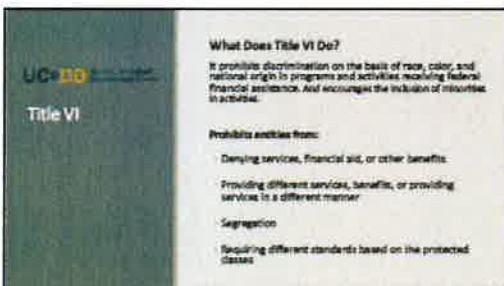 Title VI
What Does Title VI Do?
It prohibits discrimination on the basis of race, color, and
national origin in programs and activities receiving federal
financial assistance. And encourages the inclusion of minorities
in activities.
Prohibits entities from:
Denying services, financial aid, or other benefits
Providing different services, benefits, or providing
services in a different manner
Segregation
Requiring different standards based on the protected
classes